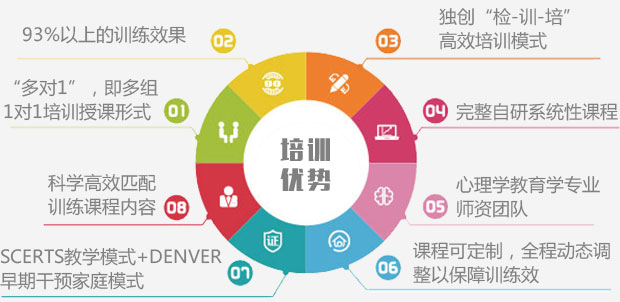 培训
优势
01
“多对1”，即多组
1对1培训授课形式
02
93%以上的训练效果
03
独创“检-训-培”
高效培训模式
04
完整自研系统性课程
05
心理学教育学专业
师资团队
06
课程可定制，全程动态调
整以保障训练效
07
SCERTS教学模式+DENVER
早期干预家庭模式
证
08
科学高效匹配
训练课程内容